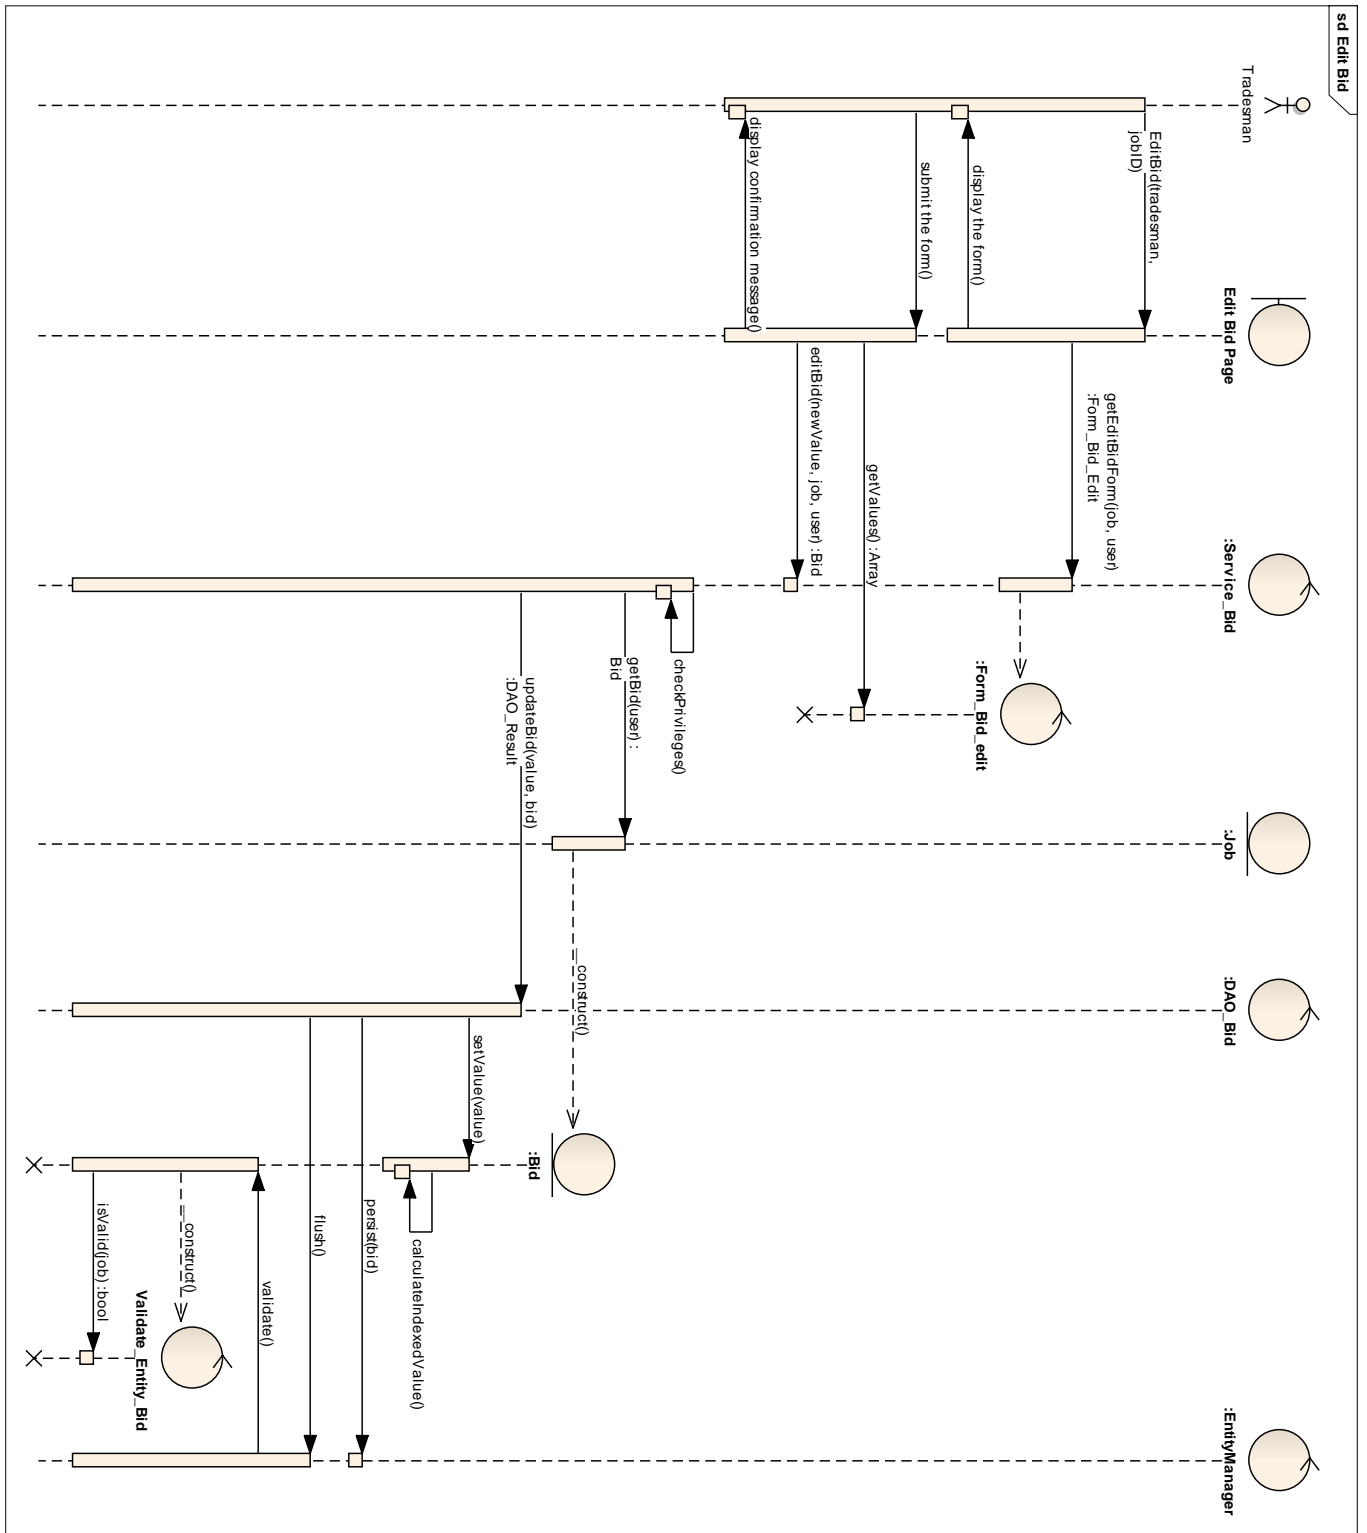 sd Edit Bid
Tradesman
Edit Bid Page
:Service_Bid
:Job
:DAO_Bid
:EntityManager
EditBid(tradesman,
jobID)
getEditBidForm(job, user)
:Form_Bid_Edit
:Form_Bid_edit
display the form()
submit the form()
getValues() :Array
editBid(newValue, job, user) :Bid
display confirmation message()
checkPrivileges()
getBid(user) :
Bid
__construct()
:Bid
updateBid(value, bid)
:DAO_Result
setValue(value)
calculateIndexedValue()
persist(bid)
flush()
validate()
__construct()
Validate_Entity_Bid
isValid(job) :bool